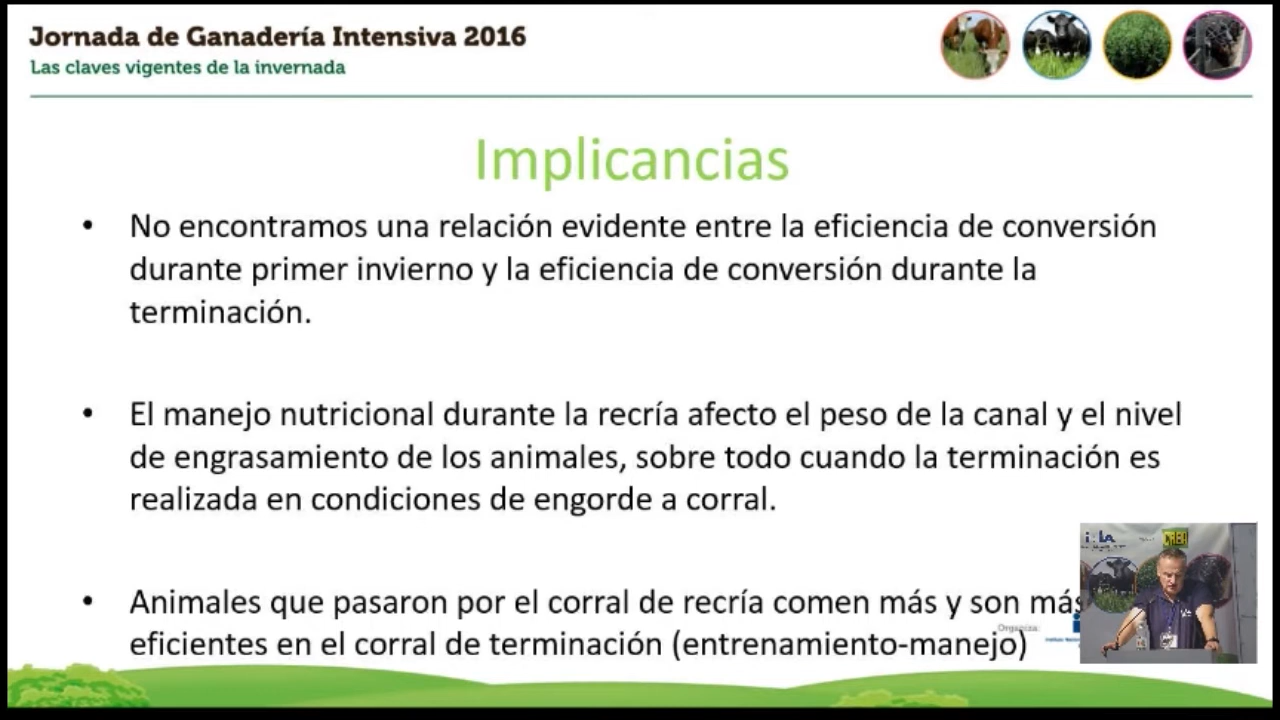 Jornada de Ganadería Intensiva 2016
Las claves vigentes de la invernada
Implicancias
• No encontramos una relación evidente entre la eficiencia de conversión
durante primer invierno y la eficiencia de conversión durante la
terminación.
• El manejo nutricional durante la recría afecto el peso de la canal y el nivel
de engrasamiento de los animales, sobre todo cuando la terminación es
realizada en condiciones de engorde a corral.
• Animales que pasaron por el corral de recría comen más y son más
eficientes en el corral de terminación (entrenamiento-manejo)
Organiza:
CREA